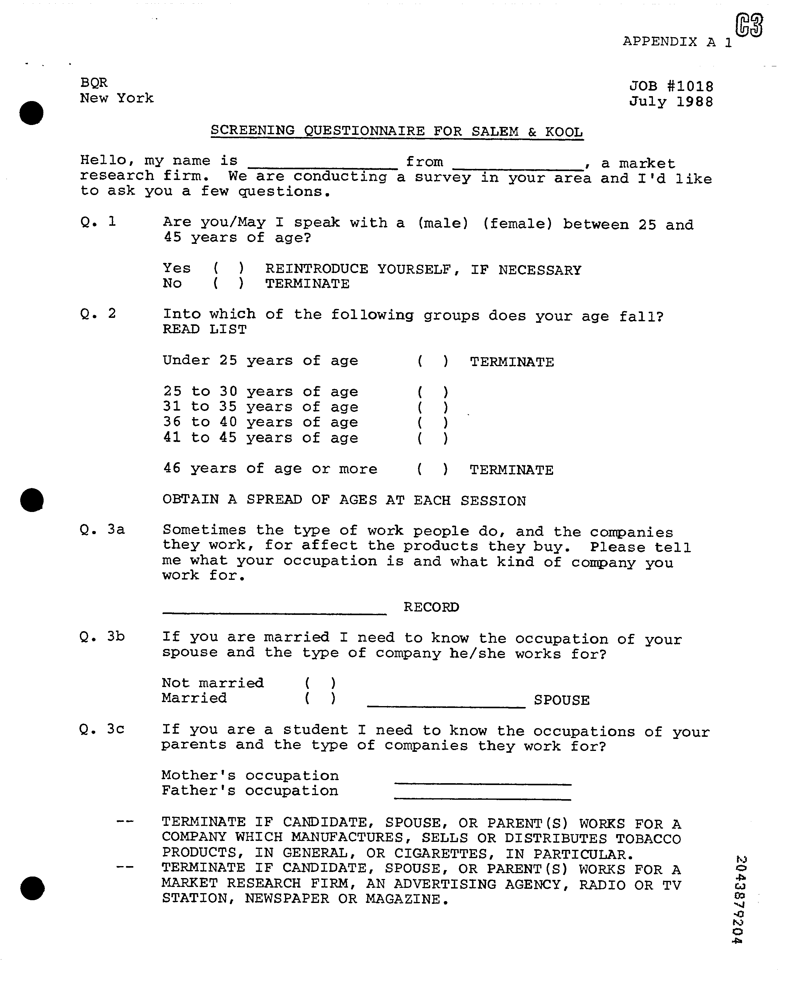 C3
APPENDIX A 1
BQR
New York
JOB #1018
July 1988
SCREENING QUESTIONNAIRE FOR SALEM & KOOL
Hello, my name is ______________ from ____________, a market
research firm. We are conducting a survey in your area and I'd like
to ask you a few questions.
Q. 1 Are you/May I speak with a (male) (female) between 25 and
45 years of age?
Yes ( ) REINTRODUCE YOURSELF, IF NECESSARY
No ( ) TERMINATE
Q. 2 Into which of the following groups does your age fall?
READ LIST
Under 25 years of age ( ) TERMINATE
25 to 30 years of age ( )
31 to 35 years of age ( )
36 to 40 years of age ( )
41 to 45 years of age ( )
46 years of age or more ( ) TERMINATE
OBTAIN A SPREAD OF AGES AT EACH SESSION
Q. 3a Sometimes the type of work people do, and the companies
they work, for affect the products they buy. Please tell
me what your occupation is and what kind of company you
work for.
____________________ RECORD
Q. 3b If you are married I need to know the occupation of your
spouse and the type of company he/she works for?
Not married ( )
Married ( ) ______________ SPOUSE
Q. 3c If you are a student I need to know the occupations of your
parents and the type of companies they work for?
Mother's occupation ________________
Father's occupation ________________
-- TERMINATE IF CANDIDATE, SPOUSE, OR PARENT(S) WORKS FOR A
COMPANY WHICH MANUFACTURES, SELLS OR DISTRIBUTES TOBACCO
PRODUCTS, IN GENERAL, OR CIGARETTES, IN PARTICULAR.
-- TERMINATE IF CANDIDATE, SPOUSE, OR PARENT(S) WORKS FOR A
MARKET RESEARCH FIRM, AN ADVERTISING AGENCY, RADIO OR TV
STATION, NEWSPAPER OR MAGAZINE.
2043879204